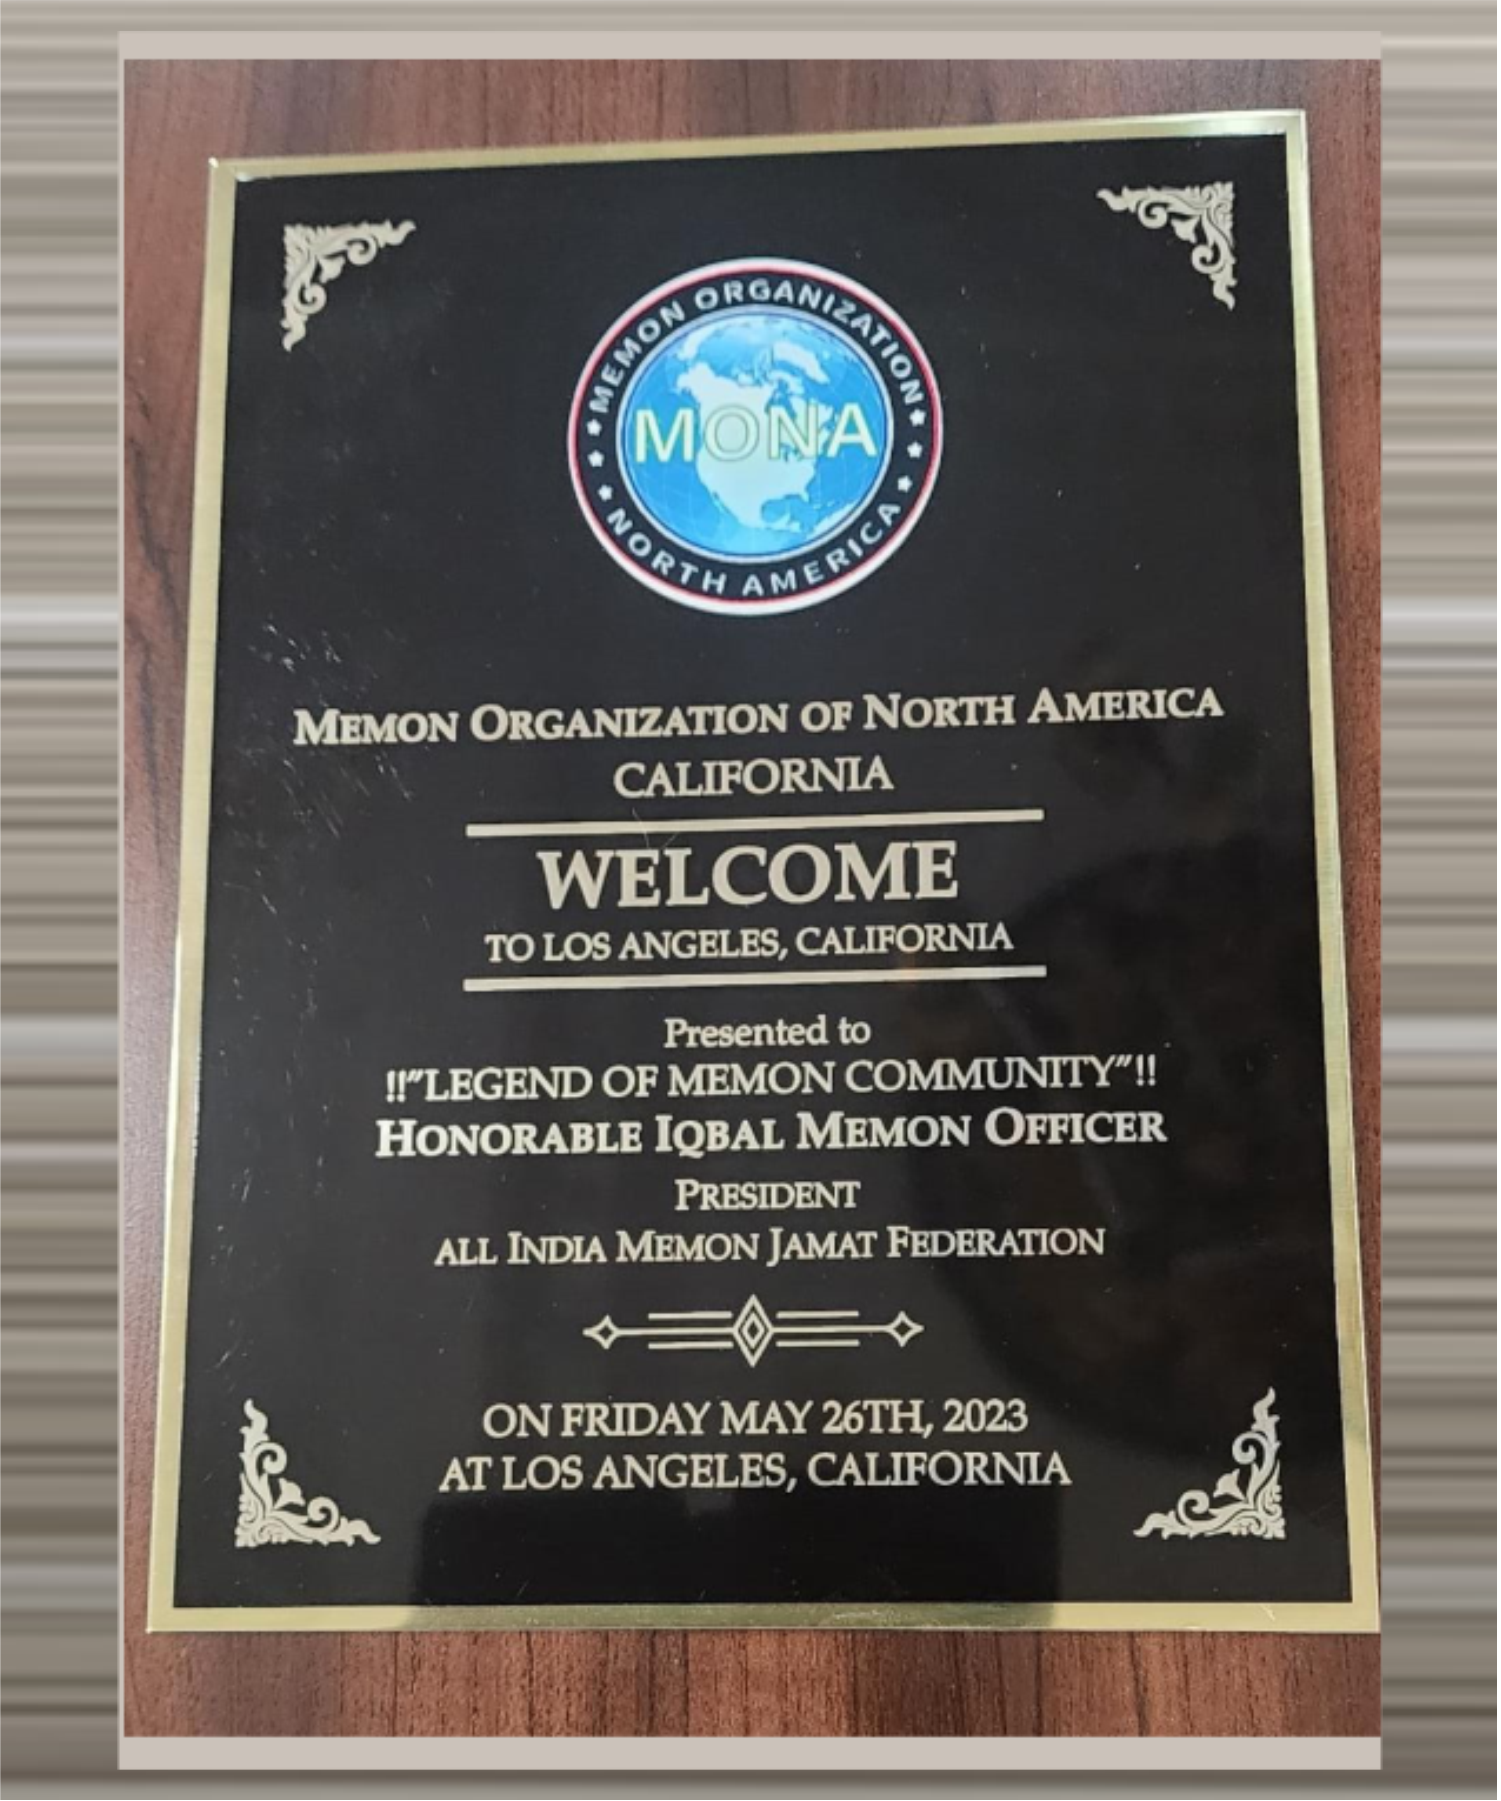 MEMON ORGANIZATION
MONA
NORTH AMERICA
MEMON ORGANIZATION OF NORTH AMERICA
CALIFORNIA
WELCOME
TO LOS ANGELES, CALIFORNIA
Presented to
!!"LEGEND OF MEMON COMMUNITY"!!
HONORABLE IQBAL MEMON OFFICER
PRESIDENT
ALL INDIA MEMON JAMAT FEDERATION
ON FRIDAY MAY 26TH, 2023
AT LOS ANGELES, CALIFORNIA